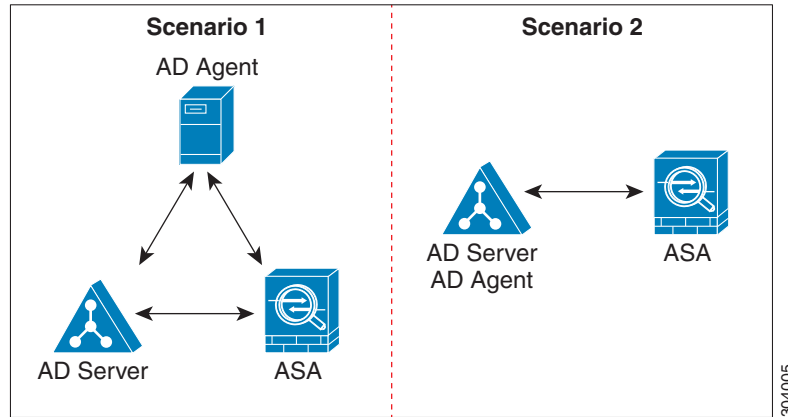 Scenario 1
AD Agent
AD Server
ASA
Scenario 2
AD Server
AD Agent
ASA
304005